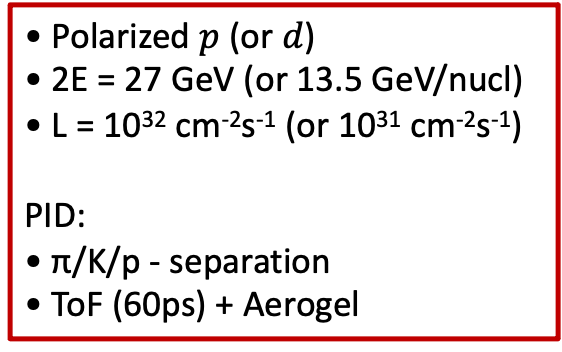 • Polarized 𝑝 (or 𝑑)
• 2E = 27 GeV (or 13.5 GeV/nucl)
• L = 10³² cm⁻²s⁻¹ (or 10³¹ cm⁻²s⁻¹)
PID:
• π/K/p - separation
• ToF (60ps) + Aerogel